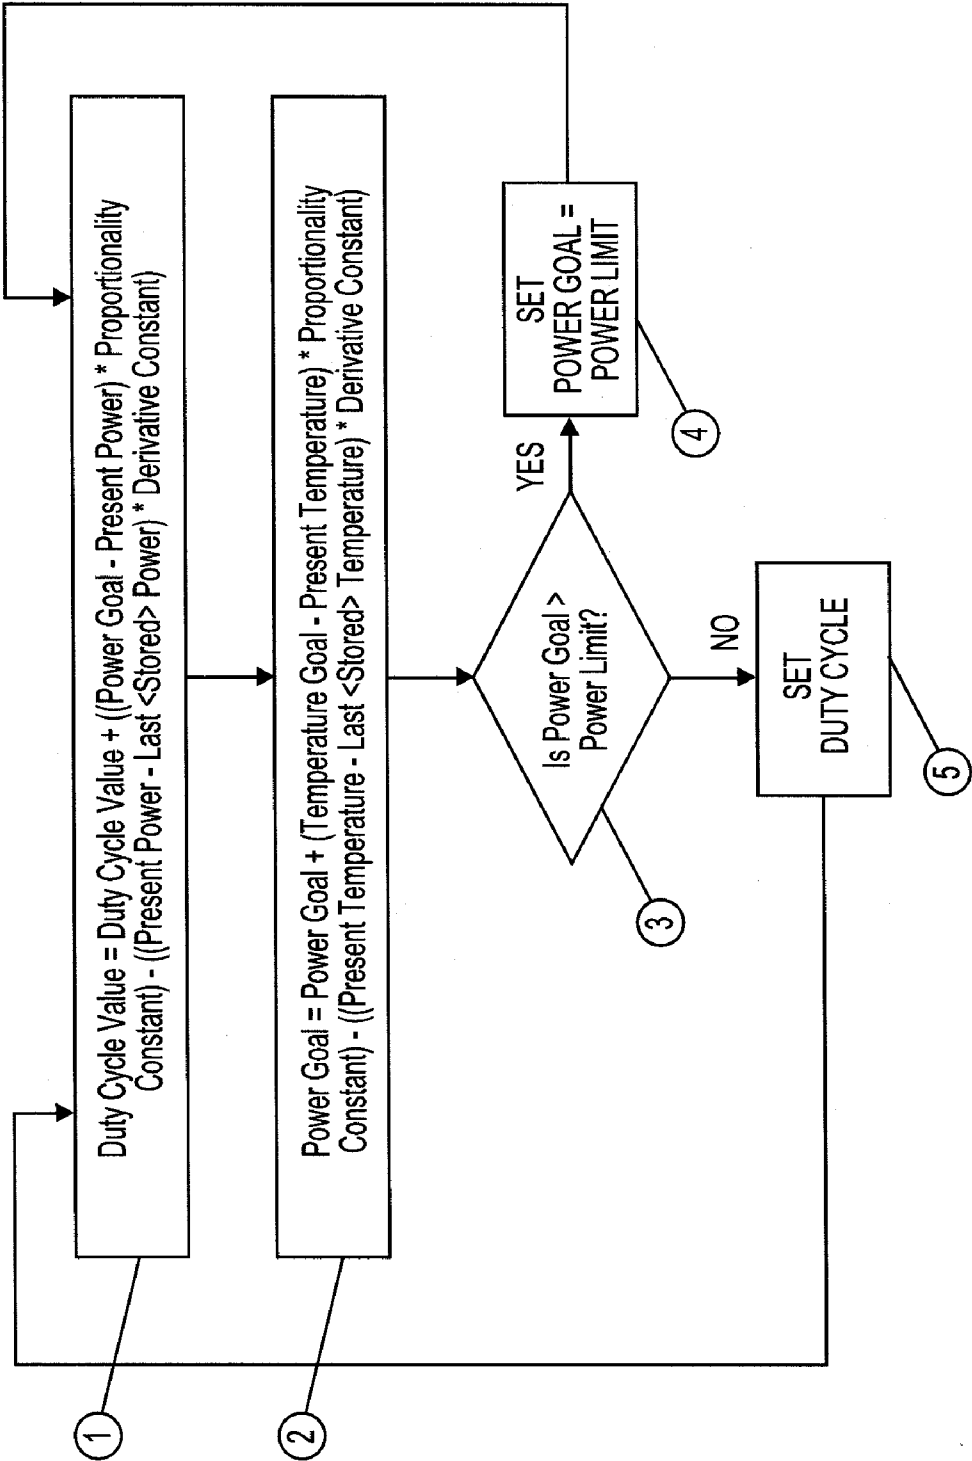 Duty Cycle Value = Duty Cycle Value + ((Power Goal - Present Power) * Proportionality
Constant) - ((Present Power - Last <Stored> Power) * Derivative Constant)
1
Power Goal = Power Goal + (Temperature Goal - Present Temperature) * Proportionality
Constant) - ((Present Temperature - Last <Stored> Temperature) * Derivative Constant)
2
Is Power Goal >
Power Limit?
3
YES
SET
POWER GOAL =
POWER LIMIT
4
NO
SET
DUTY CYCLE
5